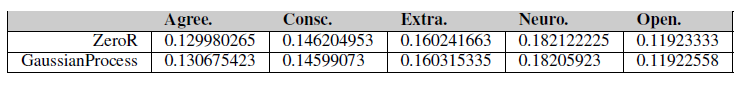 Agree. Consc. Extra. Neuro. Open.
ZeroR 0.129980265 0.146204953 0.160241663 0.182122225 0.11923333
GaussianProcess 0.130675423 0.14599073 0.160315335 0.18205923 0.11922558